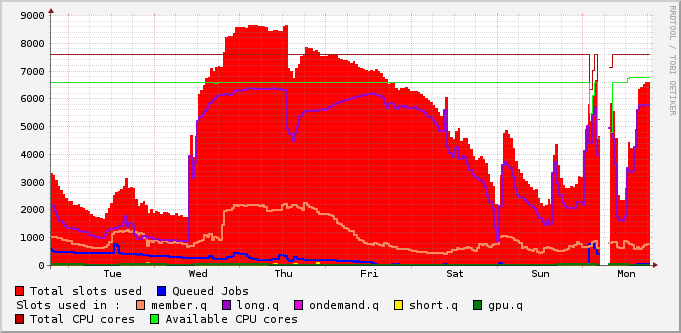 RRDTOOL / TOBI OETIKER
9000
8000
7000
6000
5000
4000
3000
2000
1000
0
Tue Wed Thu Fri Sat Sun Mon
Total slots used Queued Jobs
Slots used in : member.q long.q ondemand.q short.q gpu.q
Total CPU cores Available CPU cores